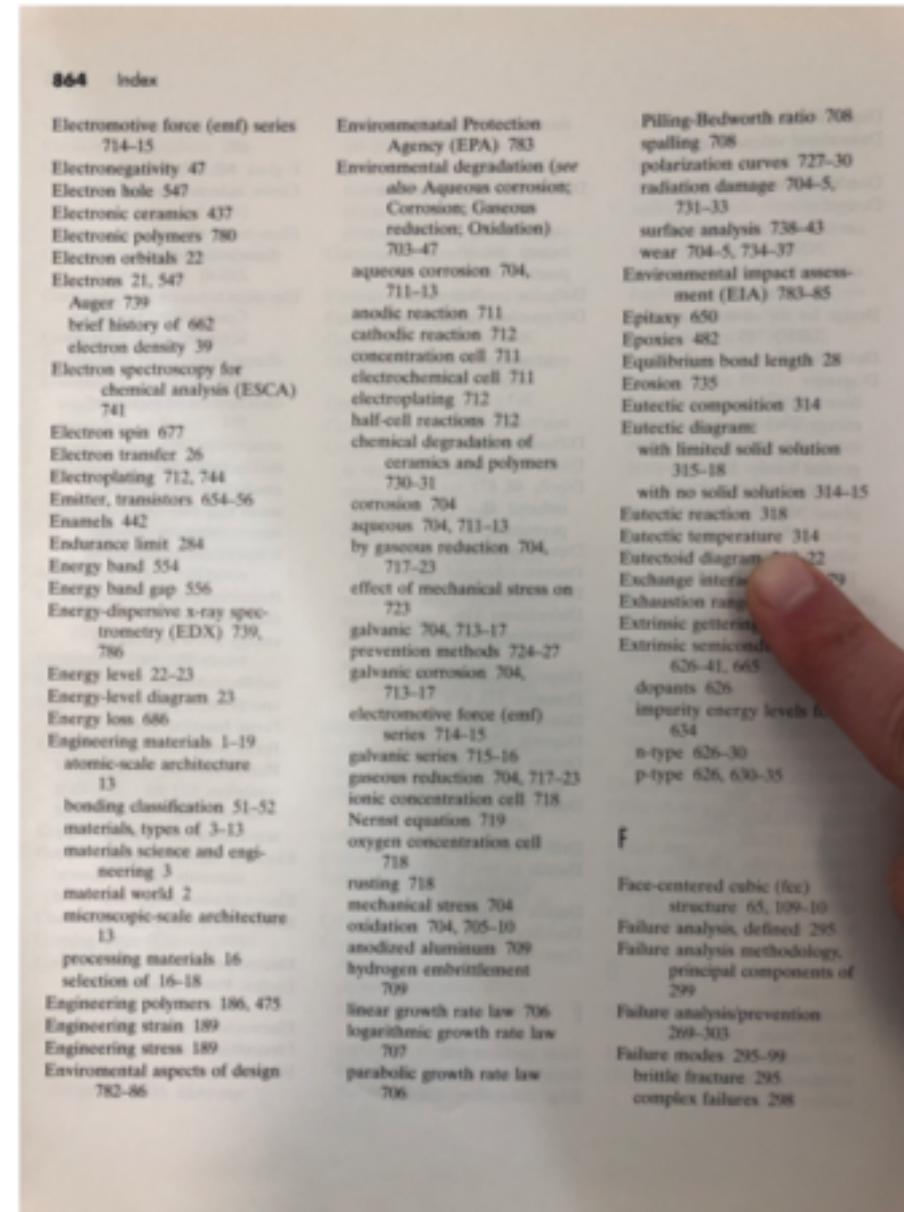 864 Index
Electromotive force (emf) series
714–15
Electronegativity 47
Electron hole 547
Electronic ceramics 437
Electronic polymers 780
Electron orbitals 22
Electrons 21, 547
Auger 739
brief history of 662
electron density 39
Electron spectroscopy for
chemical analysis (ESCA)
741
Electron spin 677
Electron transfer 26
Electroplating 712, 744
Emitter, transistors 654–56
Enamels 442
Endurance limit 284
Energy band 554
Energy band gap 556
Energy-dispersive x-ray spec-
trometry (EDX) 739,
786
Energy level 22–23
Energy-level diagram 23
Energy loss 686
Engineering materials 1–19
atomic-scale architecture
13
bonding classification 51–52
materials, types of 3–13
materials science and engi-
neering 3
material world 2
microscopic-scale architecture
13
processing materials 16
selection of 16–18
Engineering polymers 186, 475
Engineering strain 189
Engineering stress 189
Enviromental aspects of design
782–86
Environmenatal Protection
Agency (EPA) 783
Environmental degradation (see
also Aqueous corrosion;
Corrosion; Gaseous
reduction; Oxidation)
703–47
aqueous corrosion 704,
711–13
anodic reaction 711
cathodic reaction 712
concentration cell 711
electrochemical cell 711
electroplating 712
half-cell reactions 712
chemical degradation of
ceramics and polymers
730–31
corrosion 704
aqueous 704, 711–13
by gaseous reduction 704,
717–23
effect of mechanical stress on
723
galvanic 704, 713–17
prevention methods 724–27
galvanic corrosion 704,
713–17
electromotive force (emf)
series 714–15
galvanic series 715–16
gaseous reduction 704, 717–23
ionic concentration cell 718
Nernst equation 719
oxygen concentration cell
718
rusting 718
mechanical stress 704
oxidation 704, 705–10
anodized aluminum 709
hydrogen embrittlement
709
linear growth rate law 706
logarithmic growth rate law
707
parabolic growth rate law
706
Pilling-Bedworth ratio 708
spalling 708
polarization curves 727–30
radiation damage 704–5,
731–33
surface analysis 738–43
wear 704–5, 734–37
Environmental impact assess-
ment (EIA) 783–85
Epitaxy 650
Epoxies 482
Equilibrium bond length 28
Erosion 735
Eutectic composition 314
Eutectic diagram:
with limited solid solution
315–18
with no solid solution 314–15
Eutectic reaction 318
Eutectic temperature 314
Eutectoid diagram
Exchange
Exhaustion
Extrinsic gettering
Extrinsic
626–41, 665
dopants 626
impurity energy levels
634
n-type 626–30
p-type 626, 630–35
F
Face-centered cubic (fcc)
structure 65, 109–10
Failure analysis, defined 295
Failure analysis methodology,
principal components of
299
Failure analysis/prevention
269–303
Failure modes 295–99
brittle fracture 295
complex failures 298